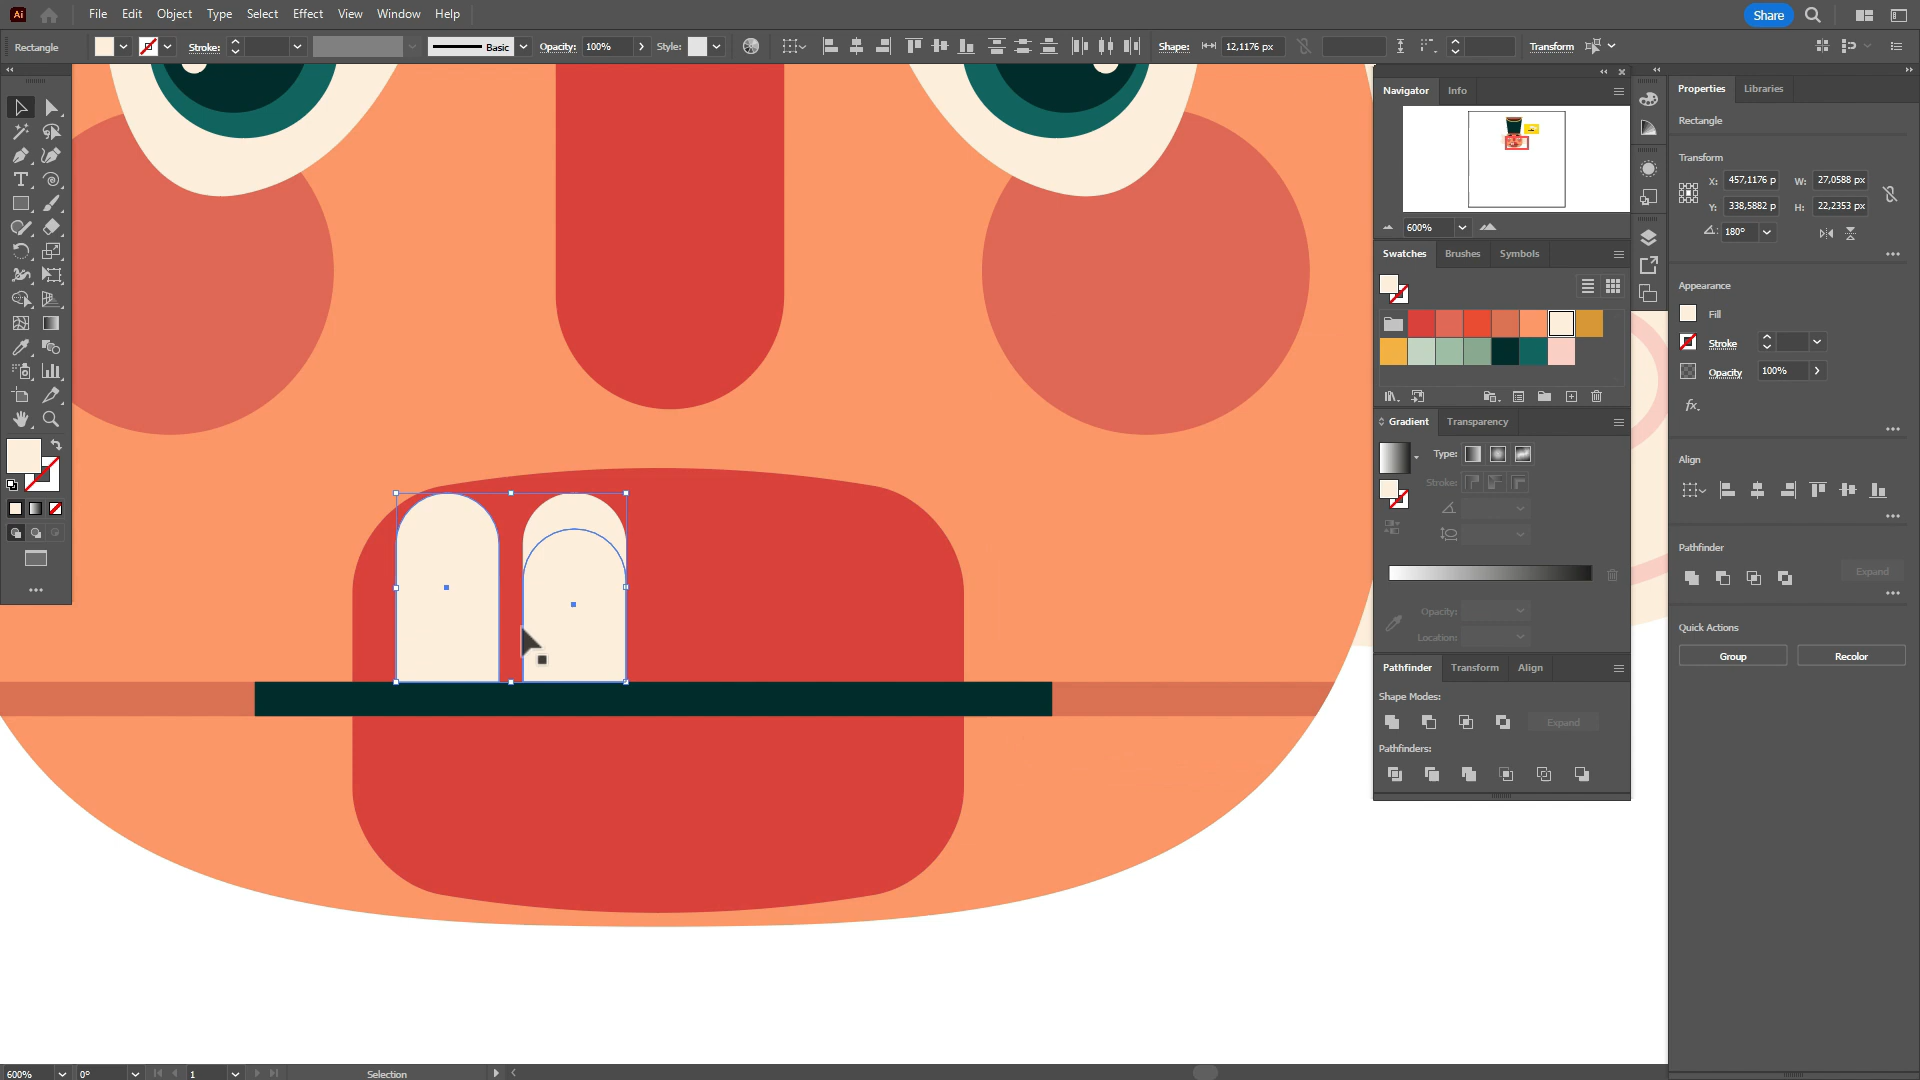 Ai File Edit Object Type Select Effect View Window Help Share
Rectangle Stroke: Basic Opacity: 100% Style: Shape: 12,1176 px Transform
Navigator Info
600%
Swatches Brushes Symbols
Gradient Transparency
Type:
Stroke:
Opacity:
Location:
Pathfinder Transform Align
Shape Modes:
Expand
Pathfinders:
Properties Libraries
Rectangle
Transform
X: 457,1176 p W: 27,0588 px
Y: 338,5882 p H: 22,2353 px
180°
Appearance
Fill
Stroke
Opacity 100%
fx.
Align
Pathfinder
Expand
Quick Actions
Group Recolor
600% 0° 1 Selection